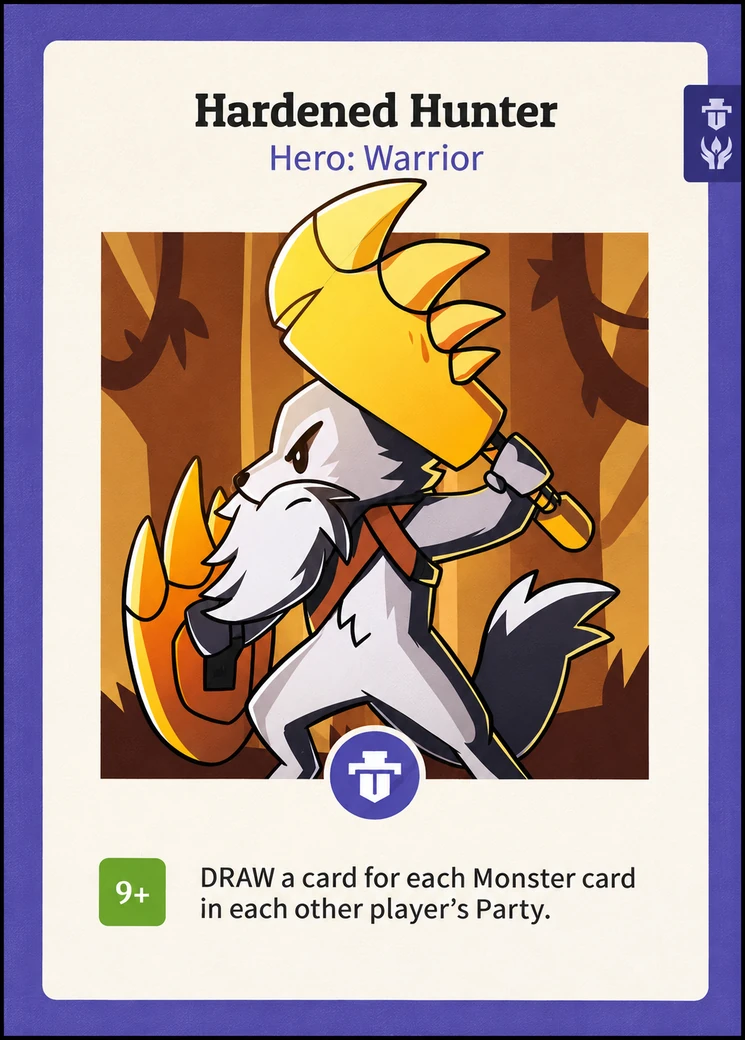 Hardened Hunter
Hero: Warrior
9+
DRAW a card for each Monster card
in each other player’s Party.